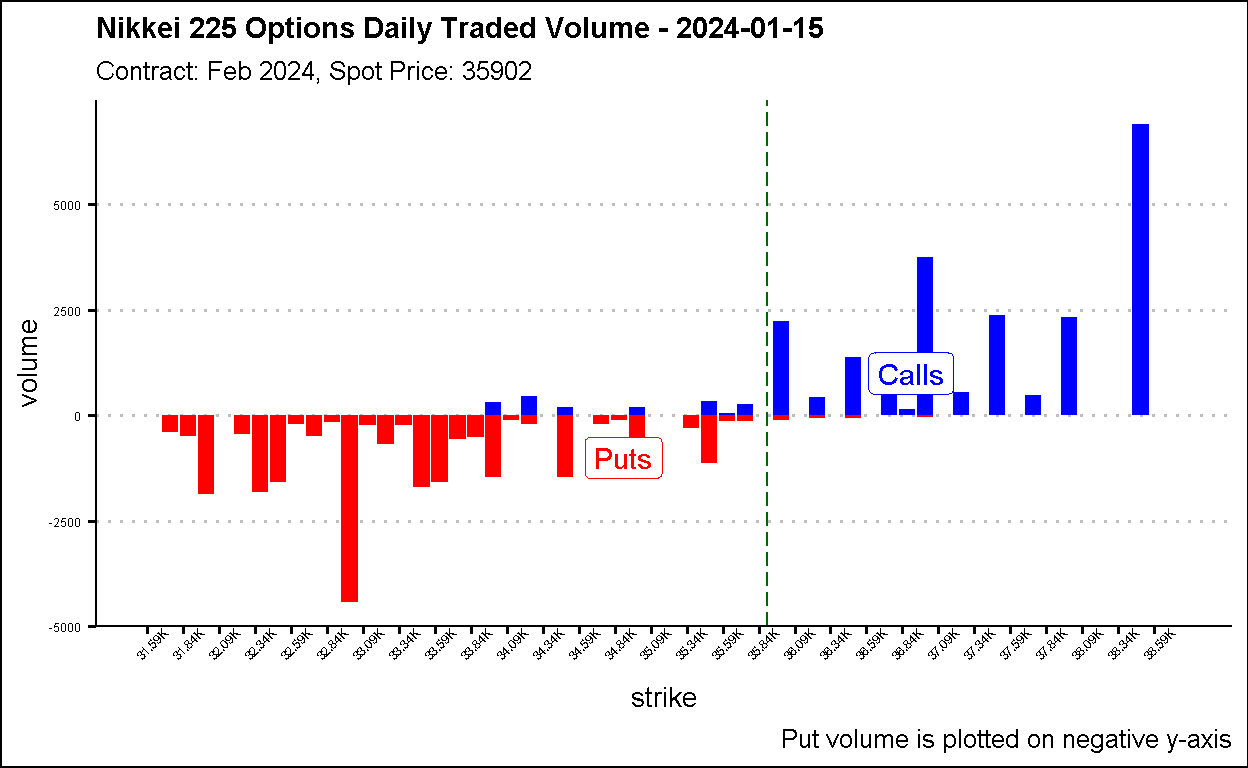 Nikkei 225 Options Daily Traded Volume - 2024-01-15
Contract: Feb 2024, Spot Price: 35902
volume
5000
2500
0
-2500
-5000
Calls
Puts
31.59K
31.84K
32.09K
32.34K
32.59K
32.84K
33.09K
33.34K
33.59K
33.84K
34.09K
34.34K
34.59K
34.84K
35.09K
35.34K
35.59K
35.84K
36.09K
36.34K
36.59K
36.84K
37.09K
37.34K
37.59K
37.84K
38.09K
38.34K
38.59K
strike
Put volume is plotted on negative y-axis